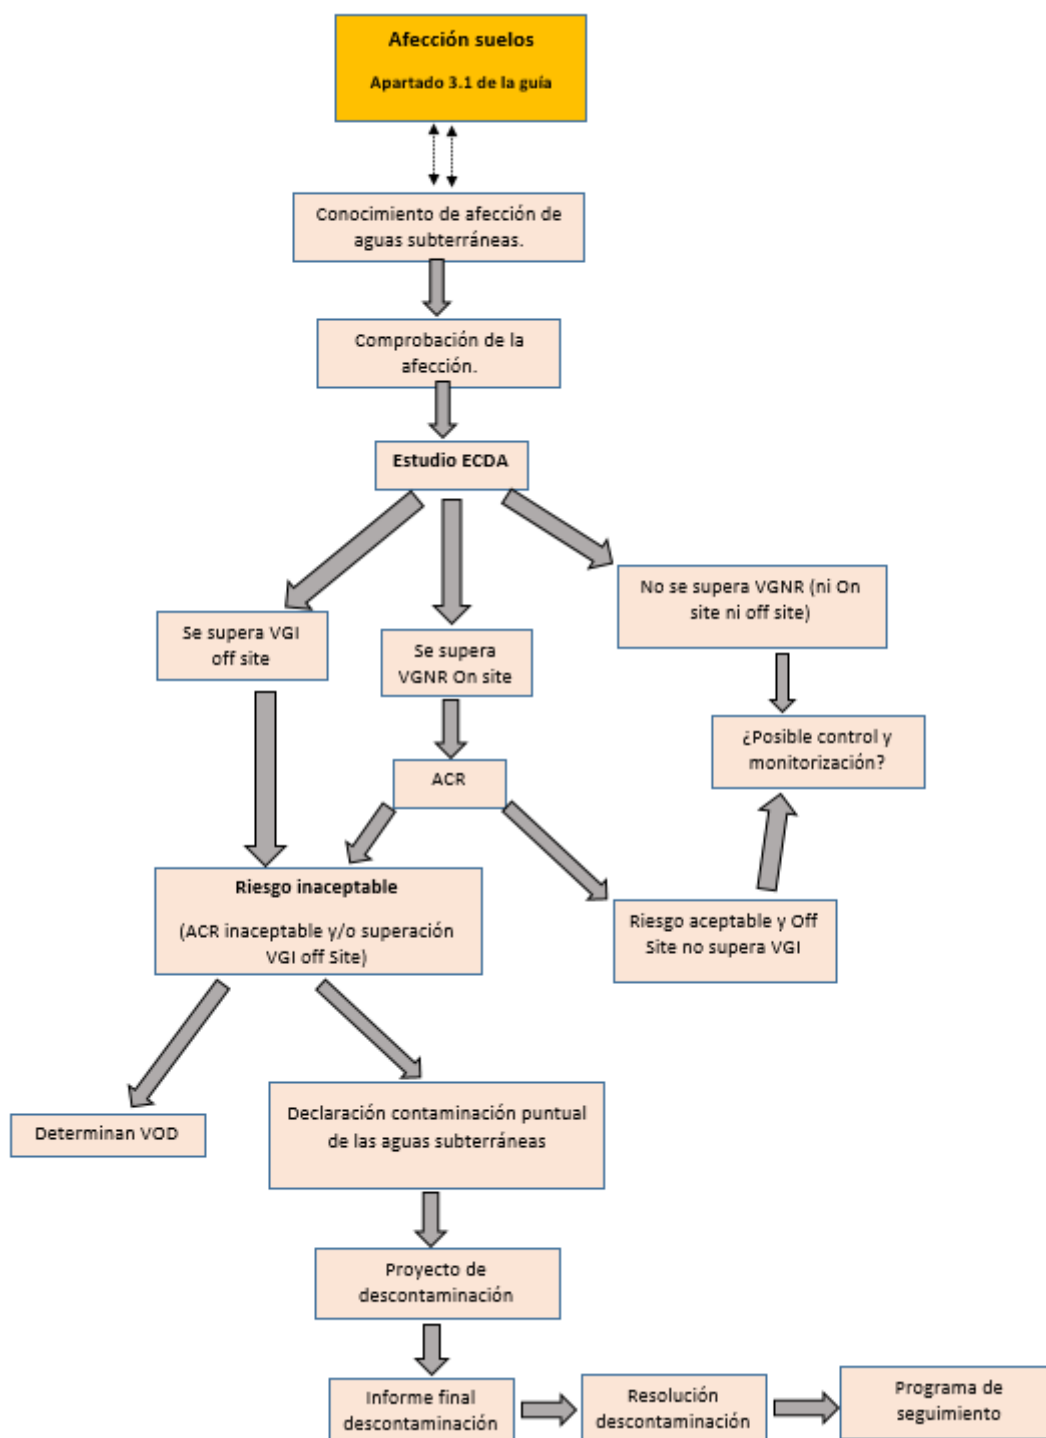 Afección suelos
Apartado 3.1 de la guía
Conocimiento de afección de
aguas subterráneas.
Comprobación de la
afección.
Estudio ECDA
No se supera VGNR (ni On
site ni off site)
Se supera VGI
off site
Se supera
VGNR On site
¿Posible control y
monitorización?
ACR
Riesgo inaceptable
(ACR inaceptable y/o superación
VGI off Site)
Riesgo aceptable y Off
Site no supera VGI
Determinan VOD
Declaración contaminación puntual
de las aguas subterráneas
Proyecto de
descontaminación
Informe final
descontaminación
Resolución
descontaminación
Programa de
seguimiento